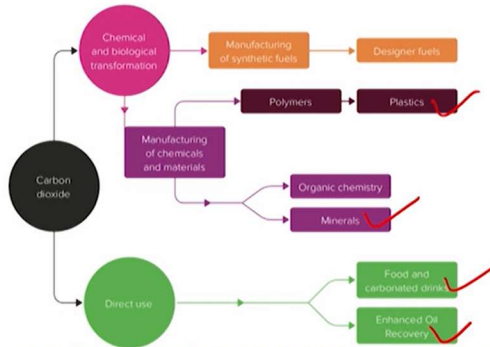 Chemical
and biological
transformation
Manufacturing
of synthetic fuels
Designer fuels
Polymers
Plastics
Manufacturing
of chemicals
and materials
Carbon
dioxide
Organic chemistry
Minerals
Direct use
Food and
carbonated drinks
Enhanced Oil
Recovery